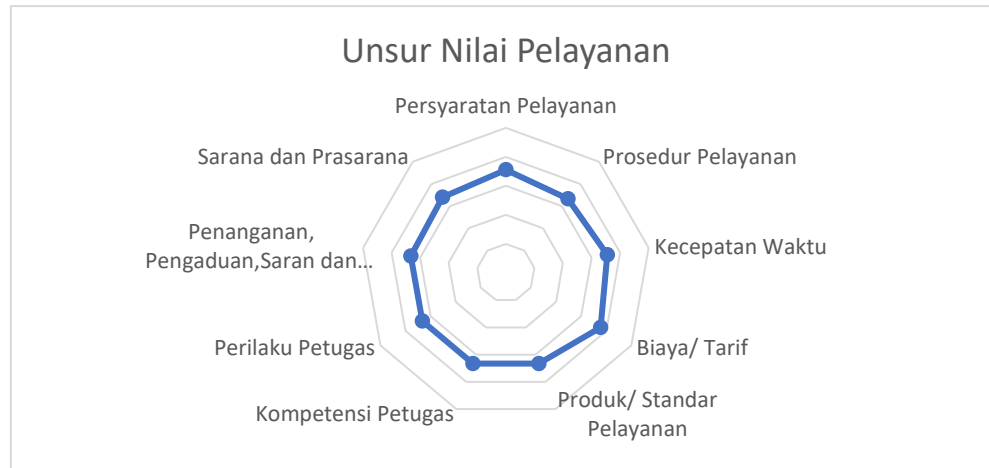 Unsur Nilai Pelayanan
Persyaratan Pelayanan
Prosedur Pelayanan
Kecepatan Waktu
Biaya/ Tarif
Produk/ Standar
Pelayanan
Kompetensi Petugas
Perilaku Petugas
Penanganan,
Pengaduan,Saran dan…
Sarana dan Prasarana